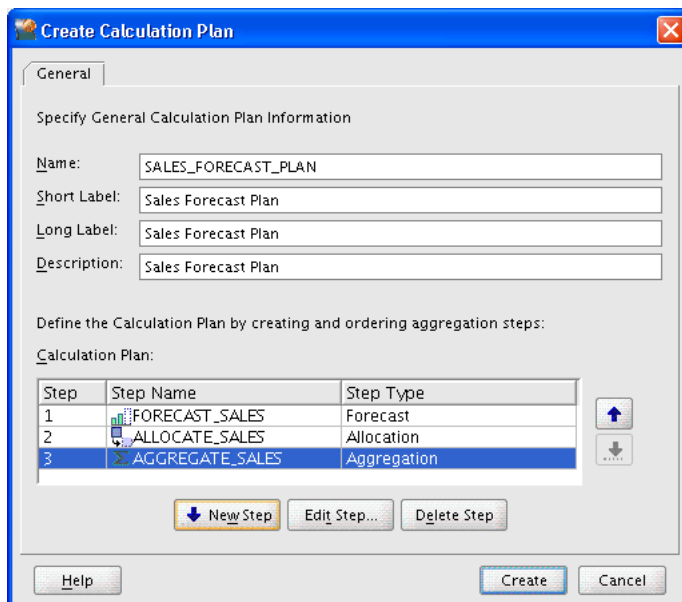 Create Calculation Plan
General
Specify General Calculation Plan Information
Name: SALES_FORECAST_PLAN
Short Label: Sales Forecast Plan
Long Label: Sales Forecast Plan
Description: Sales Forecast Plan
Define the Calculation Plan by creating and ordering aggregation steps:
Calculation Plan:
Step Step Name Step Type
1 FORECAST_SALES Forecast
2 ALLOCATE_SALES Allocation
3 AGGREGATE_SALES Aggregation
New Step Edit Step... Delete Step
Help Create Cancel